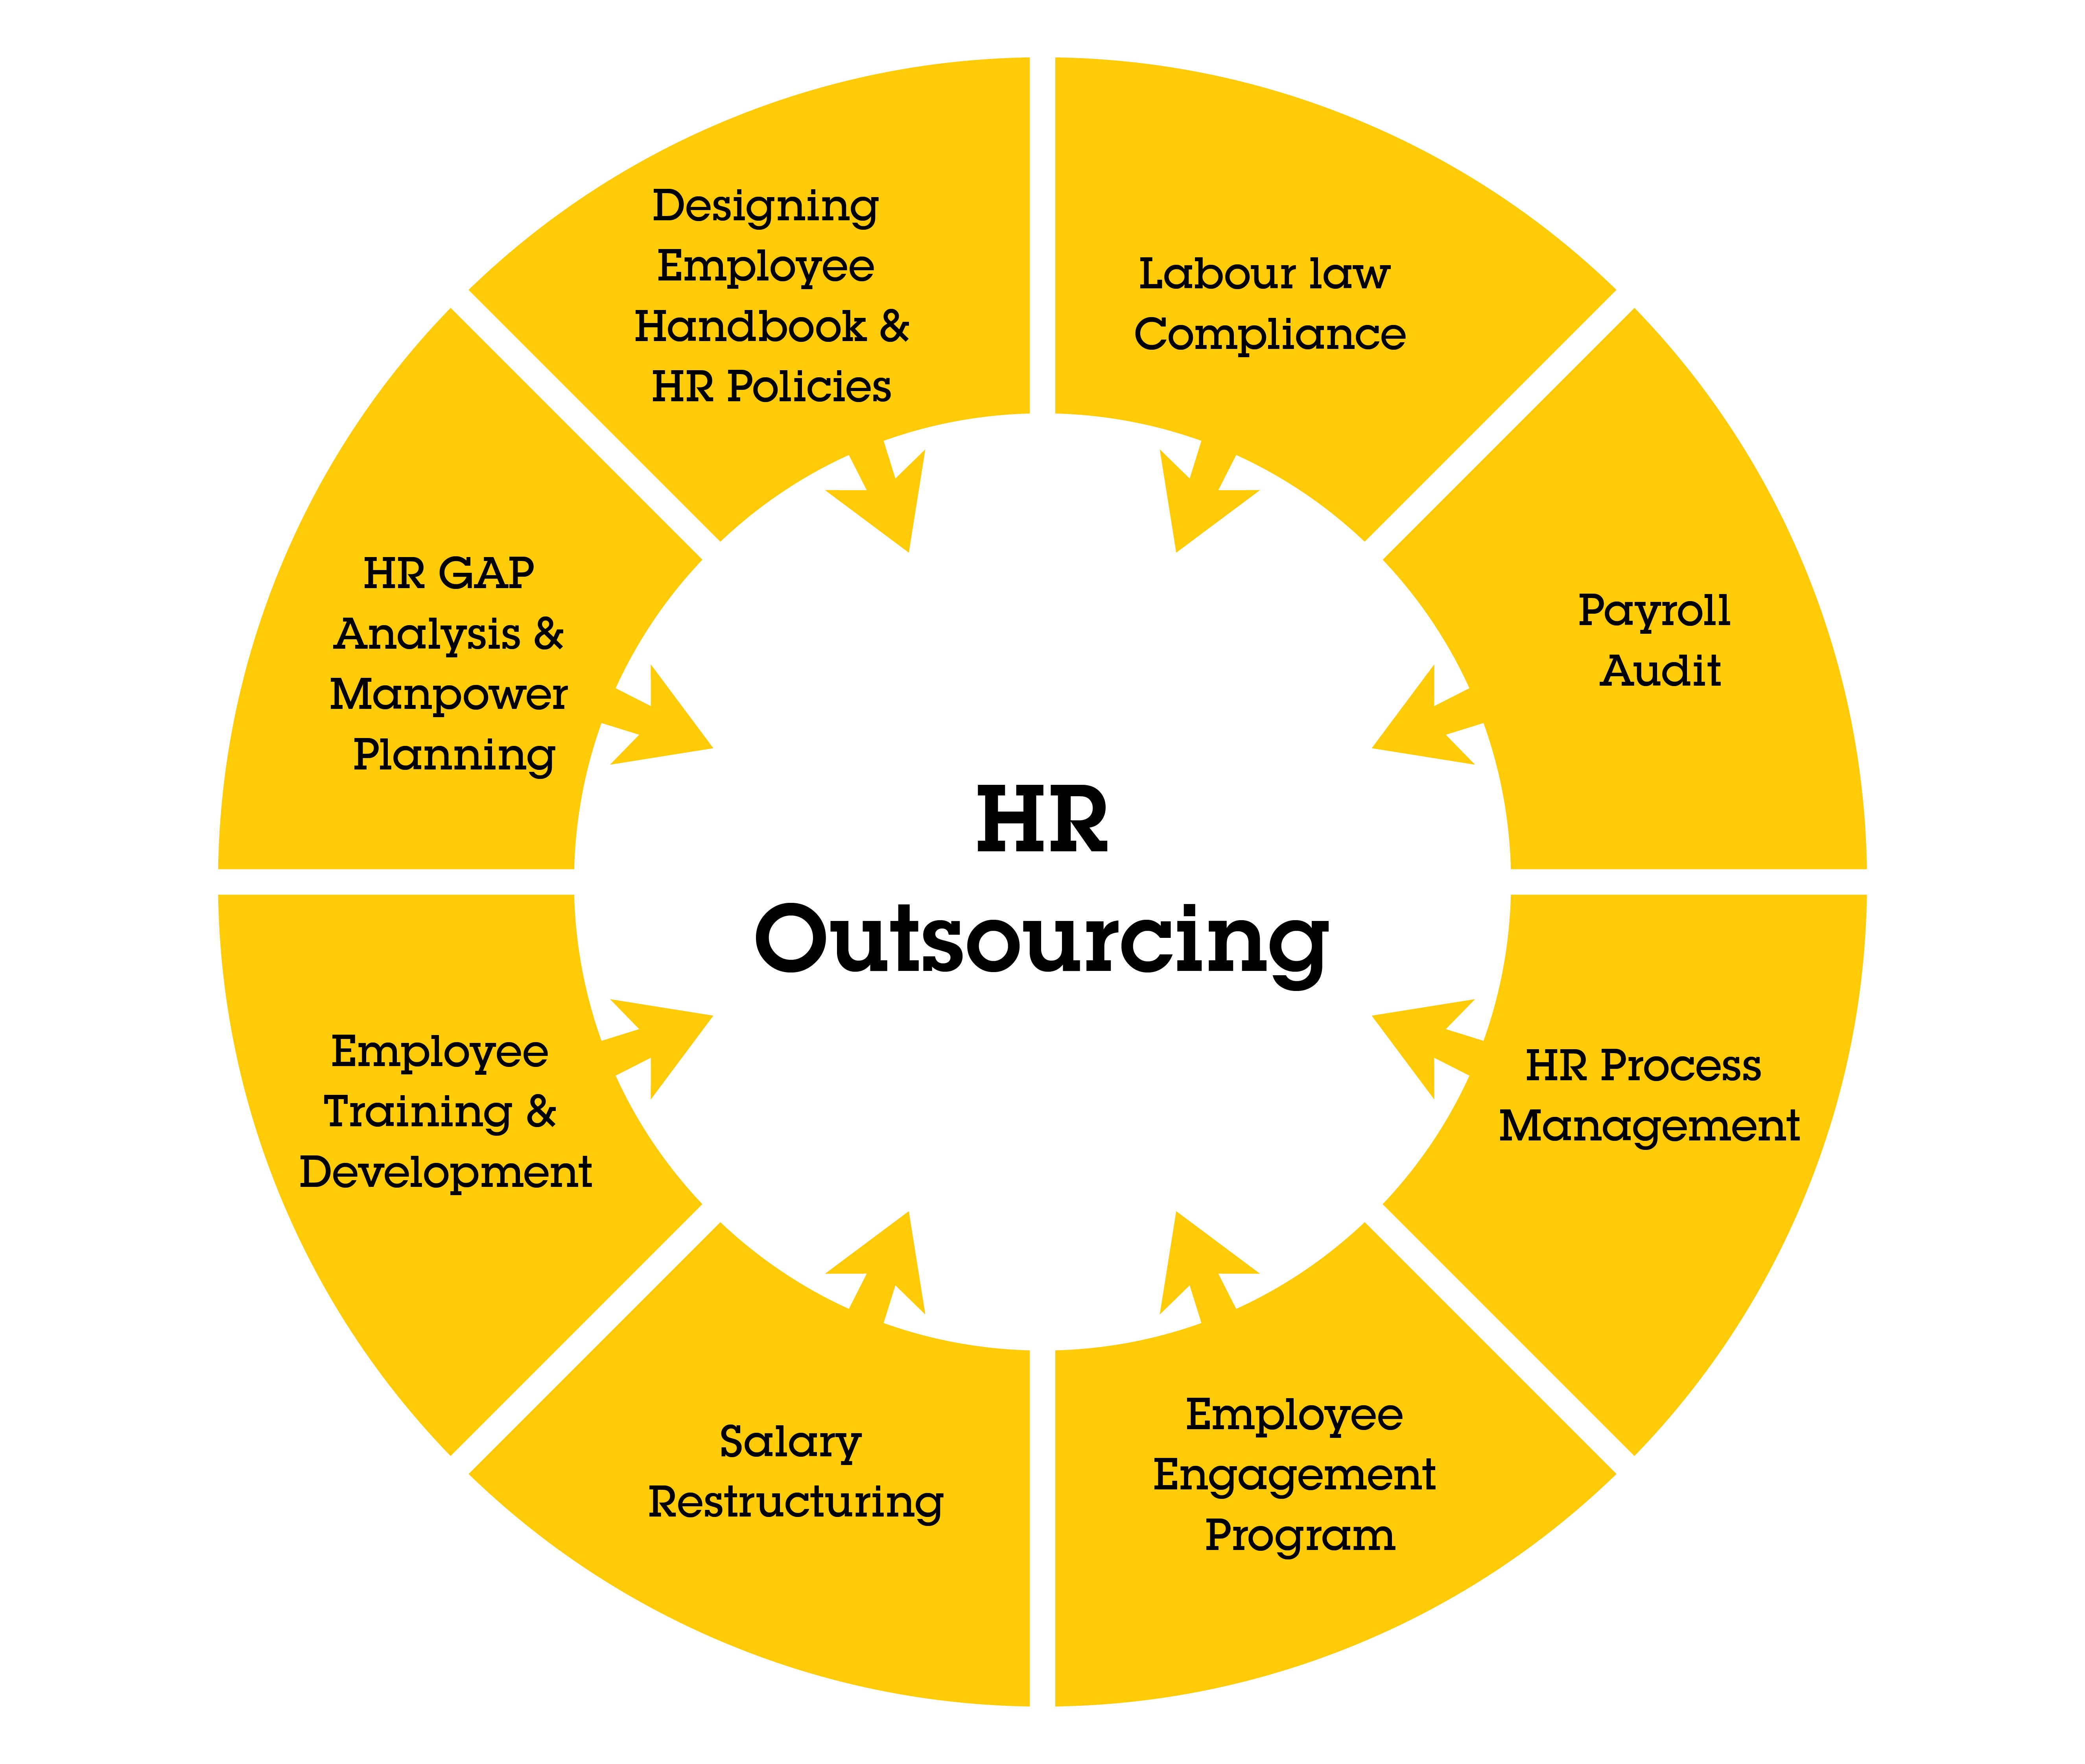 Designing
Employee
Handbook &
HR Policies
Labour law
Compliance
Payroll
Audit
HR Process
Management
Employee
Engagement
Program
Salary
Restructuring
Employee
Training &
Development
HR GAP
Analysis &
Manpower
Planning
HR
Outsourcing